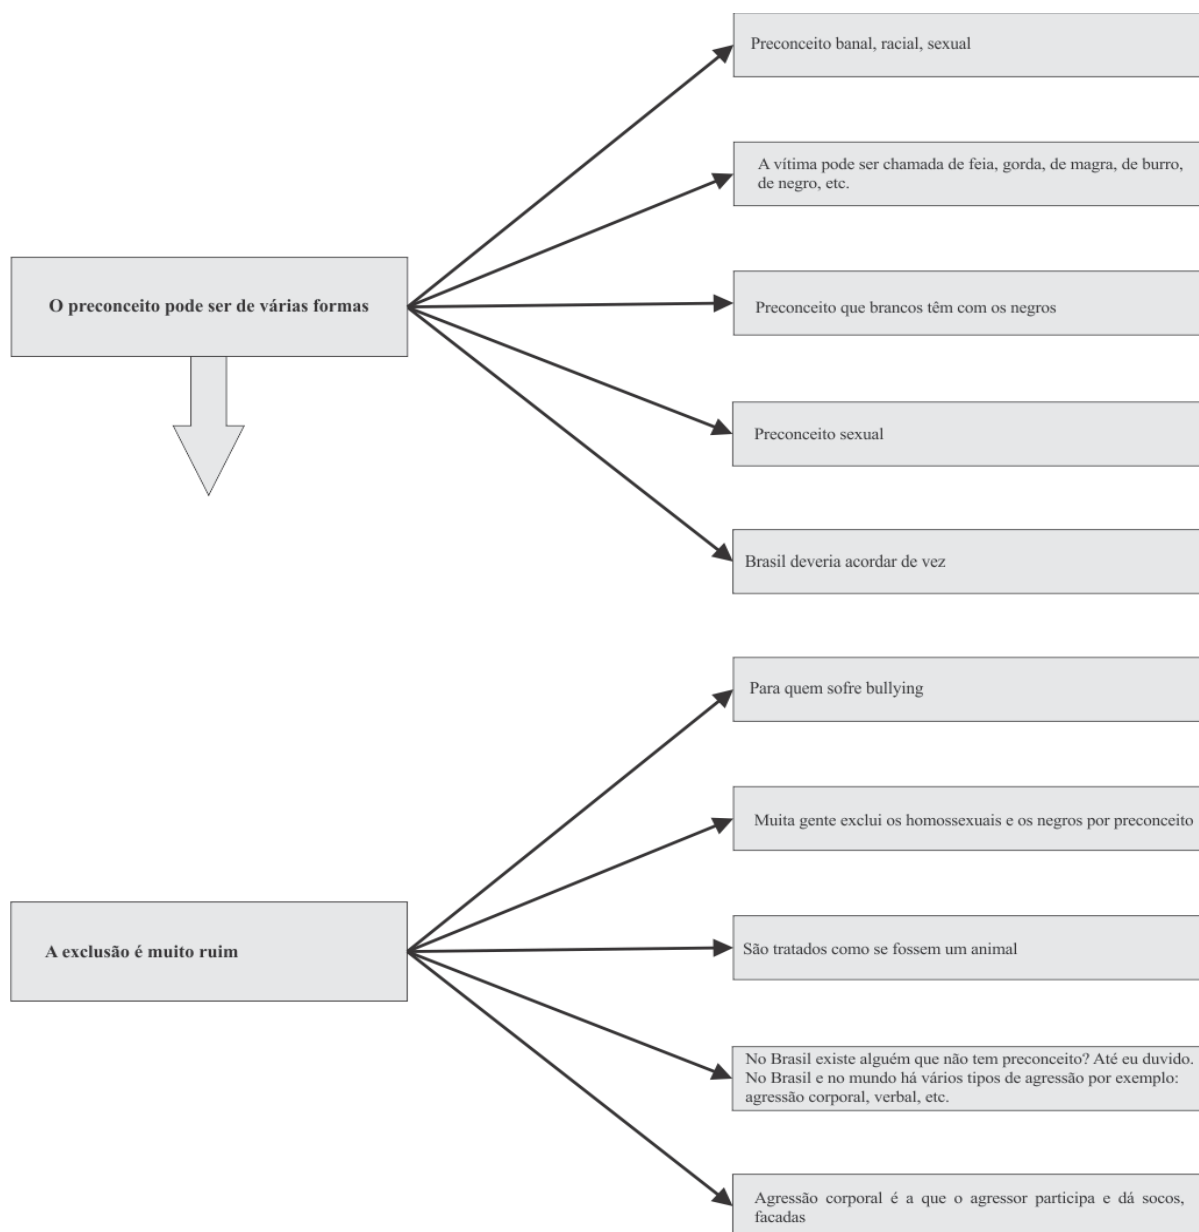 Preconceito banal, racial, sexual
A vítima pode ser chamada de feia, gorda, de magra, de burro,
de negro, etc.
O preconceito pode ser de várias formas
Preconceito que brancos têm com os negros
Preconceito sexual
Brasil deveria acordar de vez
Para quem sofre bullying
Muita gente exclui os homossexuais e os negros por preconceito
A exclusão é muito ruim
São tratados como se fossem um animal
No Brasil existe alguém que não tem preconceito? Até eu duvido.
No Brasil e no mundo há vários tipos de agressão por exemplo:
agressão corporal, verbal, etc.
Agressão corporal é a que o agressor participa e dá socos,
facadas